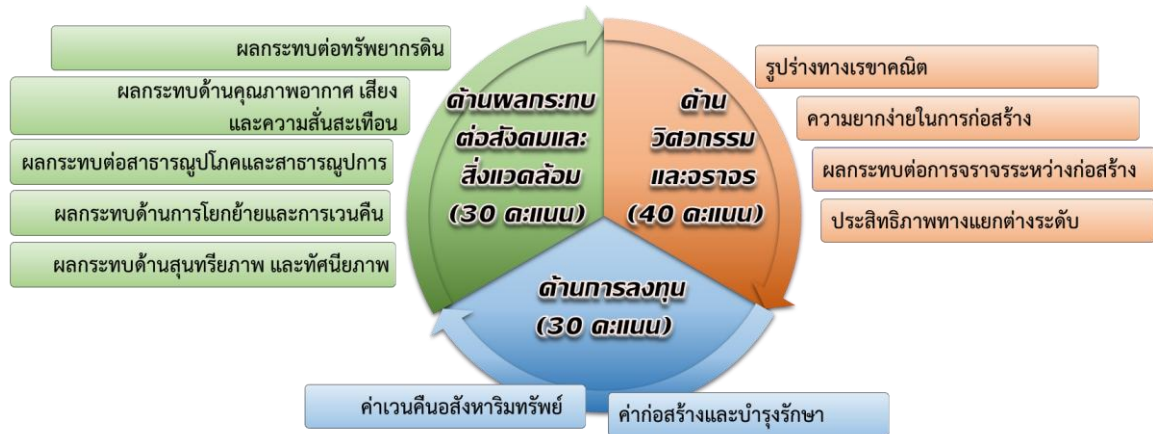 ผลกระทบต่อทรัพยากรดิน
ผลกระทบด้านคุณภาพอากาศ เสียง
และความสั่นสะเทือน
ผลกระทบต่อสาธารณูปโภคและสาธารณูปการ
ผลกระทบด้านการโยกย้ายและการเวนคืน
ผลกระทบด้านสุนทรียภาพ และทัศนียภาพ
ด้านผลกระทบ
ต่อสังคมและ
สิ่งแวดล้อม
(30 คะแนน)
ด้าน
วิศวกรรม
และจราจร
(40 คะแนน)
รูปร่างทางเรขาคณิต
ความยากง่ายในการก่อสร้าง
ผลกระทบต่อการจราจรระหว่างก่อสร้าง
ประสิทธิภาพทางแยกต่างระดับ
ด้านการลงทุน
(30 คะแนน)
ค่าเวนคืนอสังหาริมทรัพย์
ค่าก่อสร้างและบำรุงรักษา